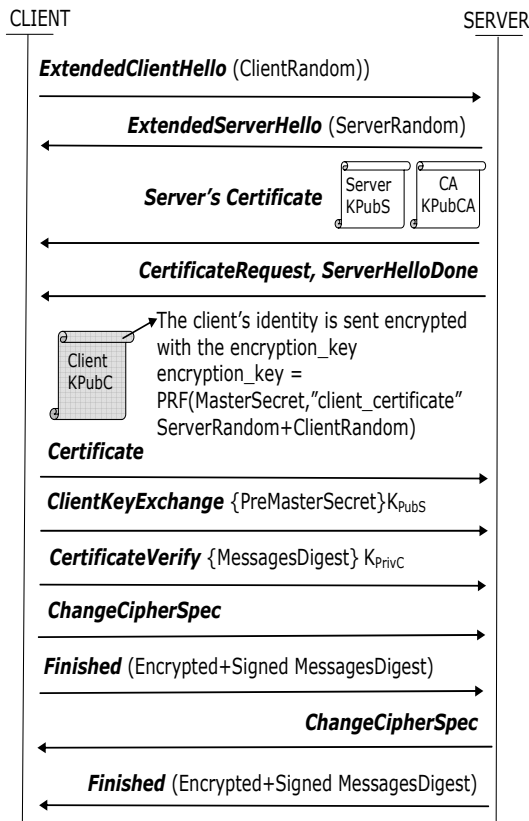 CLIENT
SERVER
ExtendedClientHello (ClientRandom))
ExtendedServerHello (ServerRandom)
Server's Certificate
Server
KPubS
CA
KPubCA
CertificateRequest, ServerHelloDone
Client
KPubC
The client's identity is sent encrypted
with the encryption_key
encryption_key =
PRF(MasterSecret,"client_certificate"
ServerRandom+ClientRandom)
Certificate
ClientKeyExchange {PreMasterSecret}KPubS
CertificateVerify {MessagesDigest} KPrivC
ChangeCipherSpec
Finished (Encrypted+Signed MessagesDigest)
ChangeCipherSpec
Finished (Encrypted+Signed MessagesDigest)